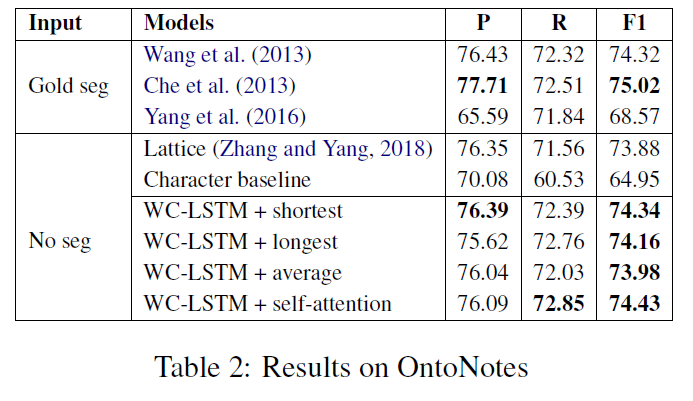 Input Models P R F1
Wang et al. (2013) 76.43 72.32 74.32
Gold seg Che et al. (2013) 77.71 72.51 75.02
Yang et al. (2016) 65.59 71.84 68.57
Lattice (Zhang and Yang, 2018) 76.35 71.56 73.88
Character baseline 70.08 60.53 64.95
WC-LSTM + shortest 76.39 72.39 74.34
No seg WC-LSTM + longest 75.62 72.76 74.16
WC-LSTM + average 76.04 72.03 73.98
WC-LSTM + self-attention 76.09 72.85 74.43
Table 2: Results on OntoNotes